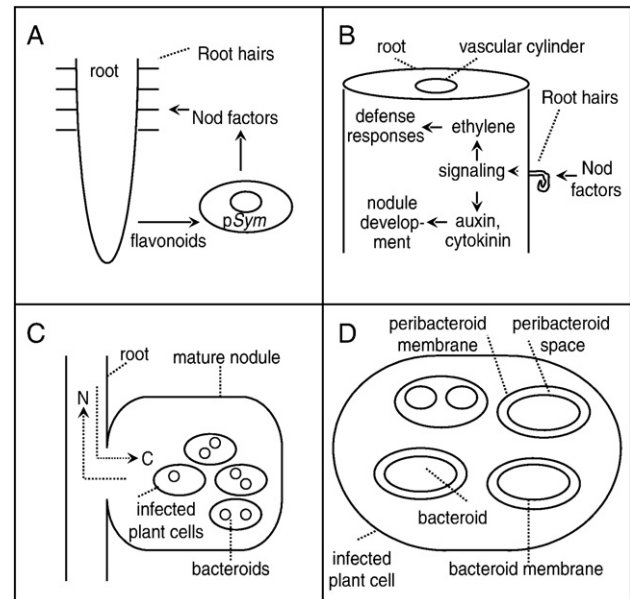 A
Root hairs
root
Nod factors
pSym
flavonoids
B
root
vascular cylinder
Root hairs
defense
responses
ethylene
signaling
Nod
factors
nodule
develop-
ment
auxin,
cytokinin
C
root
mature nodule
N
C
infected
plant cells
bacteroids
D
peribacteroid
membrane
peribacteroid
space
bacteroid
infected
plant cell
bacteroid membrane